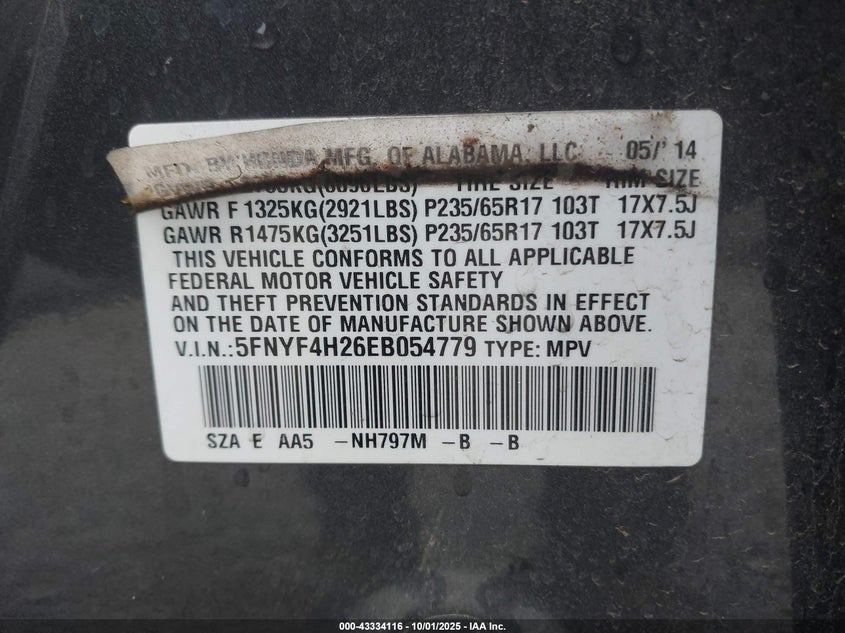 MFD. BY HONDA MFG. OF ALABAMA, LLC 05/'14
TIRE SIZE RIM SIZE
GAWR F 1325KG(2921LBS) P235/65R17 103T 17X7.5J
GAWR R1475KG(3251LBS) P235/65R17 103T 17X7.5J
THIS VEHICLE CONFORMS TO ALL APPLICABLE
FEDERAL MOTOR VEHICLE SAFETY
AND THEFT PREVENTION STANDARDS IN EFFECT
ON THE DATE OF MANUFACTURE SHOWN ABOVE.
V.I.N.:5FNYF4H26EB054779 TYPE: MPV
SZA E AA5 -NH797M -B -B
000-43334116 - 10/01/2025 - IAA Inc.